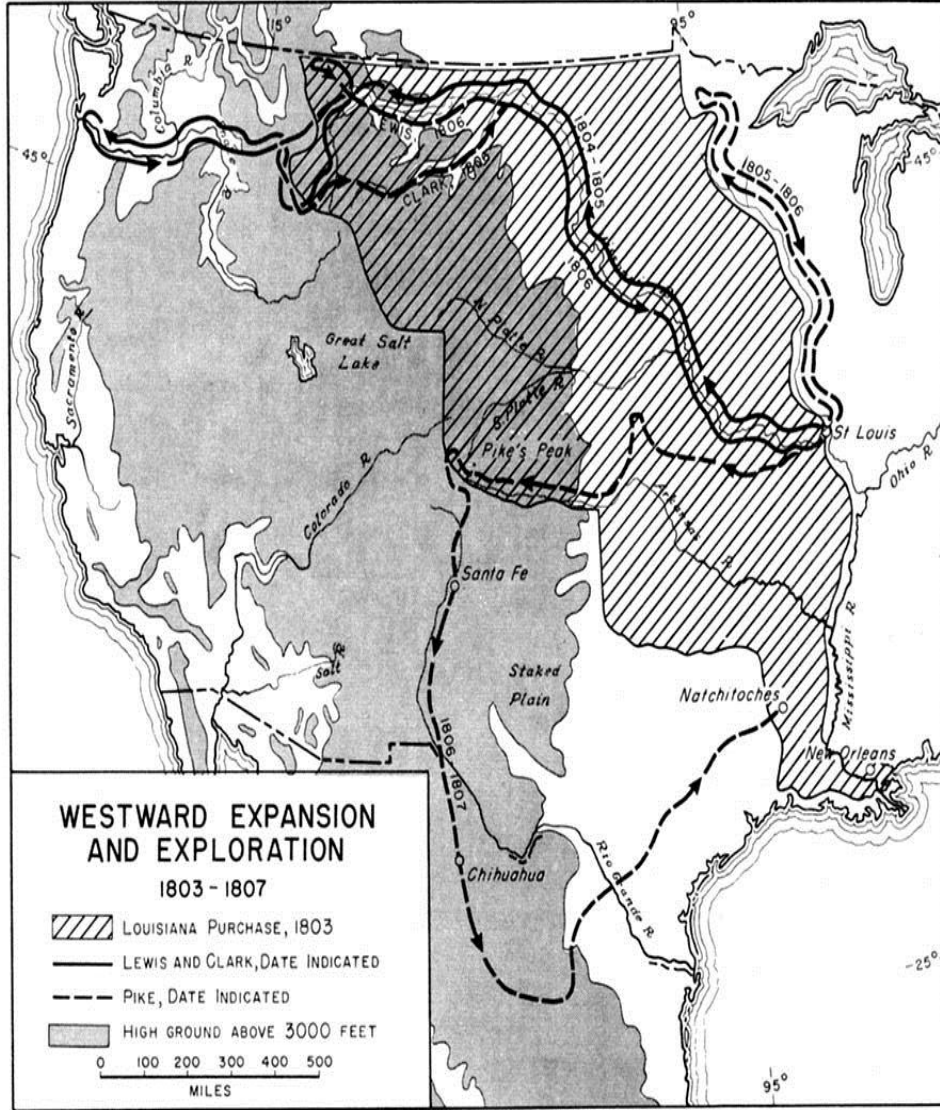 15°
95°
Columbia R
45°
LEWIS 1806
CLARK 1806
1804-1805
1806
1805-1806
45°
N. Platte R
Great Salt
Lake
S. Platte R
Sacramento R
St Louis
Pike's Peak
Ohio R
Colorado R
Arkansas R
Santa Fe
Salt R
Staked
Plain
Natchitoches
Mississippi R
New Orleans
1806-1807
Chihuahua
Rio Grande R
25°
95°
WESTWARD EXPANSION
AND EXPLORATION
1803-1807
LOUISIANA PURCHASE, 1803
LEWIS AND CLARK, DATE INDICATED
PIKE, DATE INDICATED
HIGH GROUND ABOVE 3000 FEET
0 100 200 300 400 500
MILES